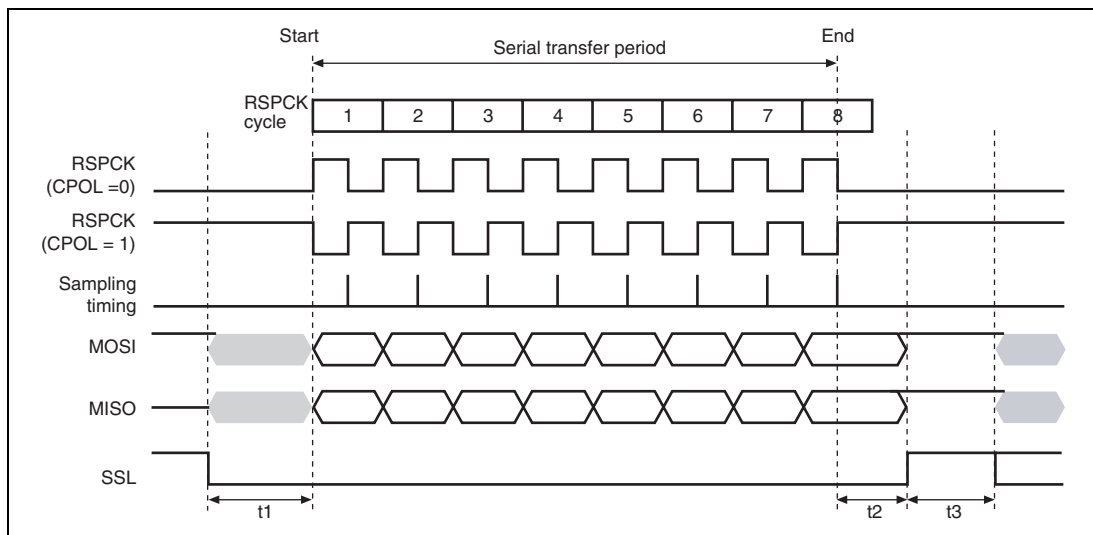 Start
End
Serial transfer period
RSPCK
cycle
1 2 3 4 5 6 7 8
RSPCK
(CPOL =0)
RSPCK
(CPOL = 1)
Sampling
timing
MOSI
MISO
SSL
t1
t2
t3